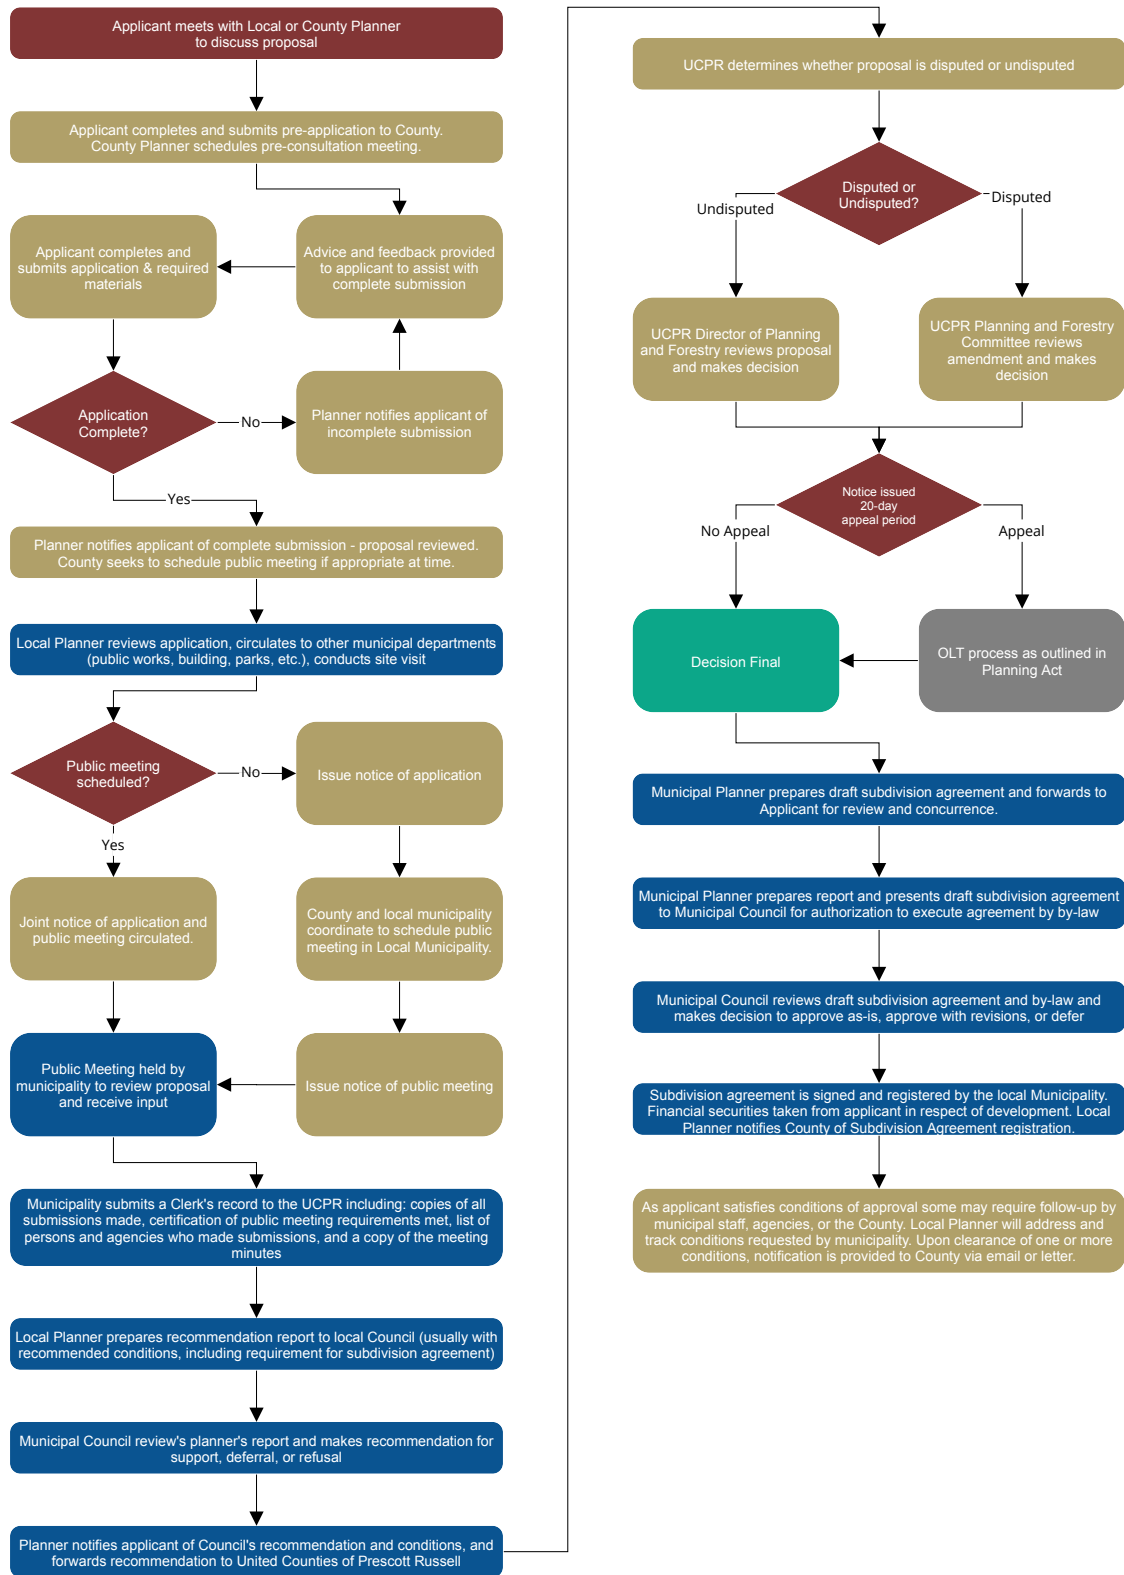 Applicant meets with Local or County Planner
to discuss proposal
Applicant completes and submits pre-application to County.
County Planner schedules pre-consultation meeting.
Applicant completes and
submits application & required
materials
Advice and feedback provided
to applicant to assist with
complete submission
Application
Complete?
No
Planner notifies applicant of
incomplete submission
Yes
Planner notifies applicant of complete submission - proposal reviewed.
County seeks to schedule public meeting if appropriate at time.
Local Planner reviews application, circulates to other municipal departments
(public works, building, parks, etc.), conducts site visit
Public meeting
scheduled?
No
Issue notice of application
Yes
Joint notice of application and
public meeting circulated.
County and local municipality
coordinate to schedule public
meeting in Local Municipality.
Public Meeting held by
municipality to review proposal
and receive input
Issue notice of public meeting
Municipality submits a Clerk's record to the UCPR including: copies of all
submissions made, certification of public meeting requirements met, list of
persons and agencies who made submissions, and a copy of the meeting
minutes
Local Planner prepares recommendation report to local Council (usually with
recommended conditions, including requirement for subdivision agreement)
Municipal Council review's planner's report and makes recommendation for
support, deferral, or refusal
Planner notifies applicant of Council's recommendation and conditions, and
forwards recommendation to United Counties of Prescott Russell
UCPR determines whether proposal is disputed or undisputed
Disputed or
Undisputed?
Undisputed
Disputed
UCPR Director of Planning
and Forestry reviews proposal
and makes decision
UCPR Planning and Forestry
Committee reviews
amendment and makes
decision
Notice issued
20-day
appeal period
No Appeal
Appeal
Decision Final
OLT process as outlined in
Planning Act
Municipal Planner prepares draft subdivision agreement and forwards to
Applicant for review and concurrence.
Municipal Planner prepares report and presents draft subdivision agreement
to Municipal Council for authorization to execute agreement by by-law
Municipal Council reviews draft subdivision agreement and by-law and
makes decision to approve as-is, approve with revisions, or defer
Subdivision agreement is signed and registered by the local Municipality.
Financial securities taken from applicant in respect of development. Local
Planner notifies County of Subdivision Agreement registration.
As applicant satisfies conditions of approval some may require follow-up by
municipal staff, agencies, or the County. Local Planner will address and
track conditions requested by municipality. Upon clearance of one or more
conditions, notification is provided to County via email or letter.